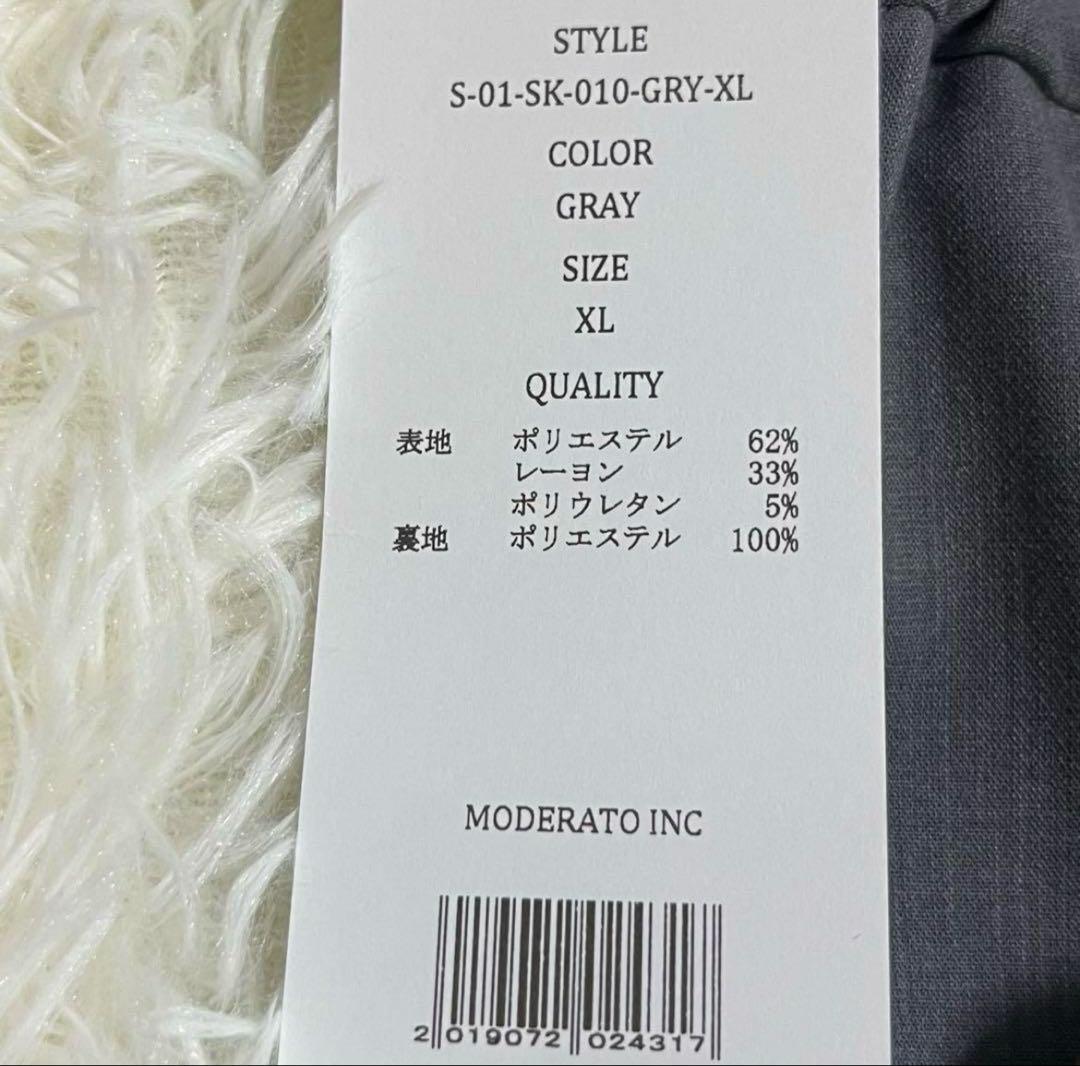 STYLE
S-01-SK-010-GRY-XL
COLOR
GRAY
SIZE
XL
QUALITY
表地 ポリエステル 62%
レーヨン 33%
ポリウレタン 5%
裏地 ポリエステル 100%
MODERATO INC
2 019072 024317